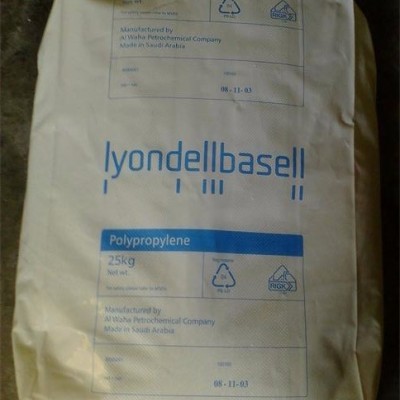 Manufactured by
Al Waha Petrochemical Company
Made in Saudi Arabia
08-11-03
lyondellbasell
Polypropylene
25kg
Net wt.
RIGK
Manufactured by
Al Waha Petrochemical Company
Made in Saudi Arabia
08-11-03